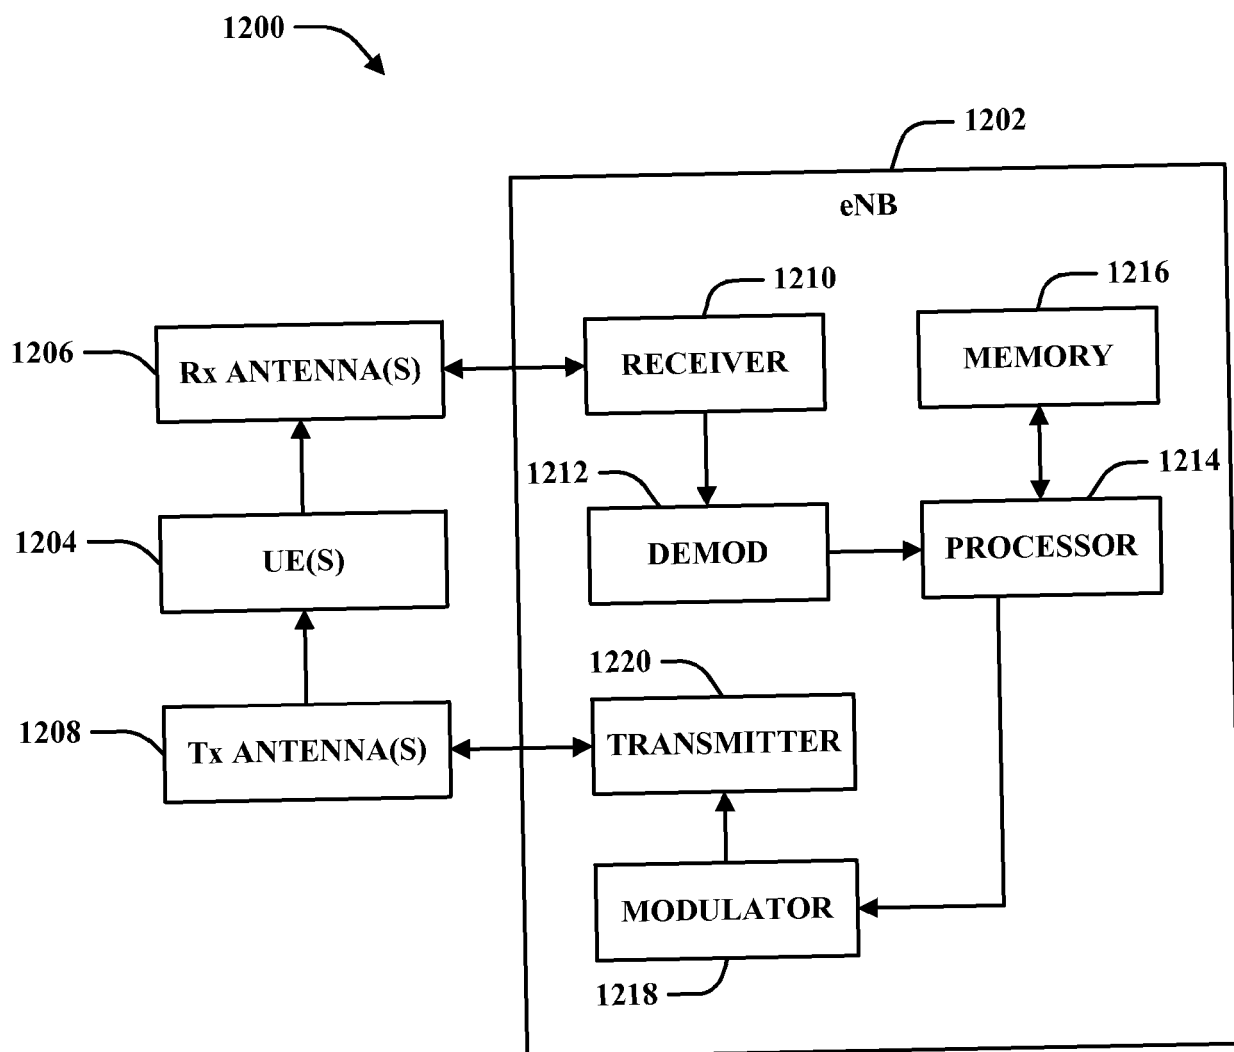 1200
1202
eNB
1210
1216
1206
Rx ANTENNA(S)
RECEIVER
MEMORY
1212
1214
1204
UE(S)
DEMOD
PROCESSOR
1220
1208
Tx ANTENNA(S)
TRANSMITTER
MODULATOR
1218